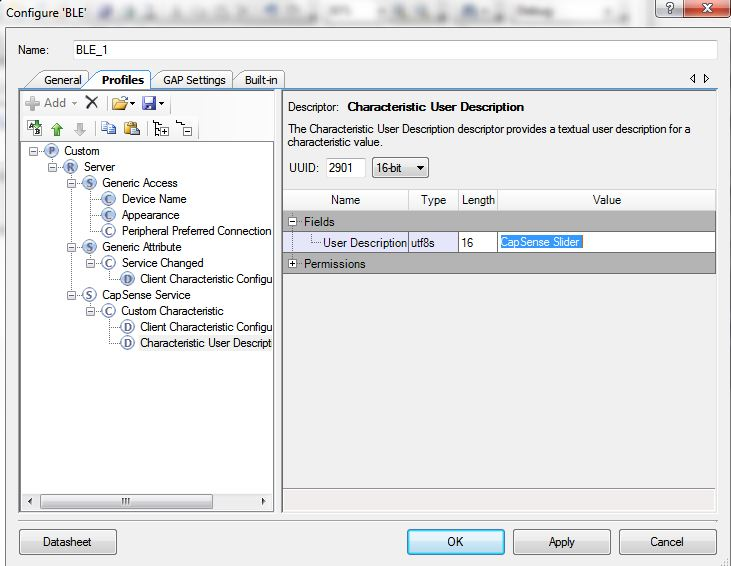 Configure 'BLE'
Name: BLE_1
General Profiles GAP Settings Built-in
Add
Custom
Server
Generic Access
Device Name
Appearance
Peripheral Preferred Connection
Generic Attribute
Service Changed
Client Characteristic Configu
CapSense Service
Custom Characteristic
Client Characteristic Configu
Characteristic User Descript
Descriptor: Characteristic User Description
The Characteristic User Description descriptor provides a textual user description for a
characteristic value.
UUID: 2901 16-bit
Name Type Length Value
Fields
User Description utf8s 16 CapSense Slider
Permissions
Datasheet OK Apply Cancel